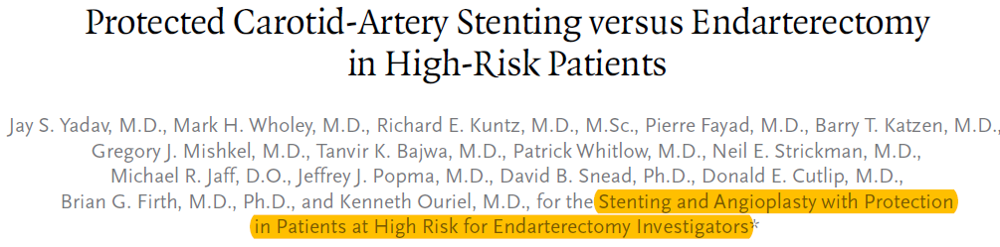 Protected Carotid-Artery Stenting versus Endarterectomy
in High-Risk Patients
Jay S. Yadav, M.D., Mark H. Wholey, M.D., Richard E. Kuntz, M.D., M.Sc., Pierre Fayad, M.D., Barry T. Katzen, M.D.,
Gregory J. Mishkel, M.D., Tanvir K. Bajwa, M.D., Patrick Whitlow, M.D., Neil E. Strickman, M.D.,
Michael R. Jaff, D.O., Jeffrey J. Popma, M.D., David B. Snead, Ph.D., Donald E. Cutlip, M.D.,
Brian G. Firth, M.D., Ph.D., and Kenneth Ouriel, M.D., for the Stenting and Angioplasty with Protection
in Patients at High Risk for Endarterectomy Investigators*